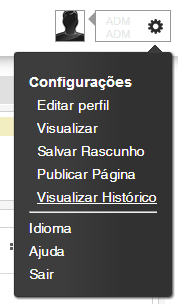 ADM
ADM
Configurações
Editar perfil
Visualizar
Salvar Rascunho
Publicar Página
Visualizar Histórico
Idioma
Ajuda
Sair